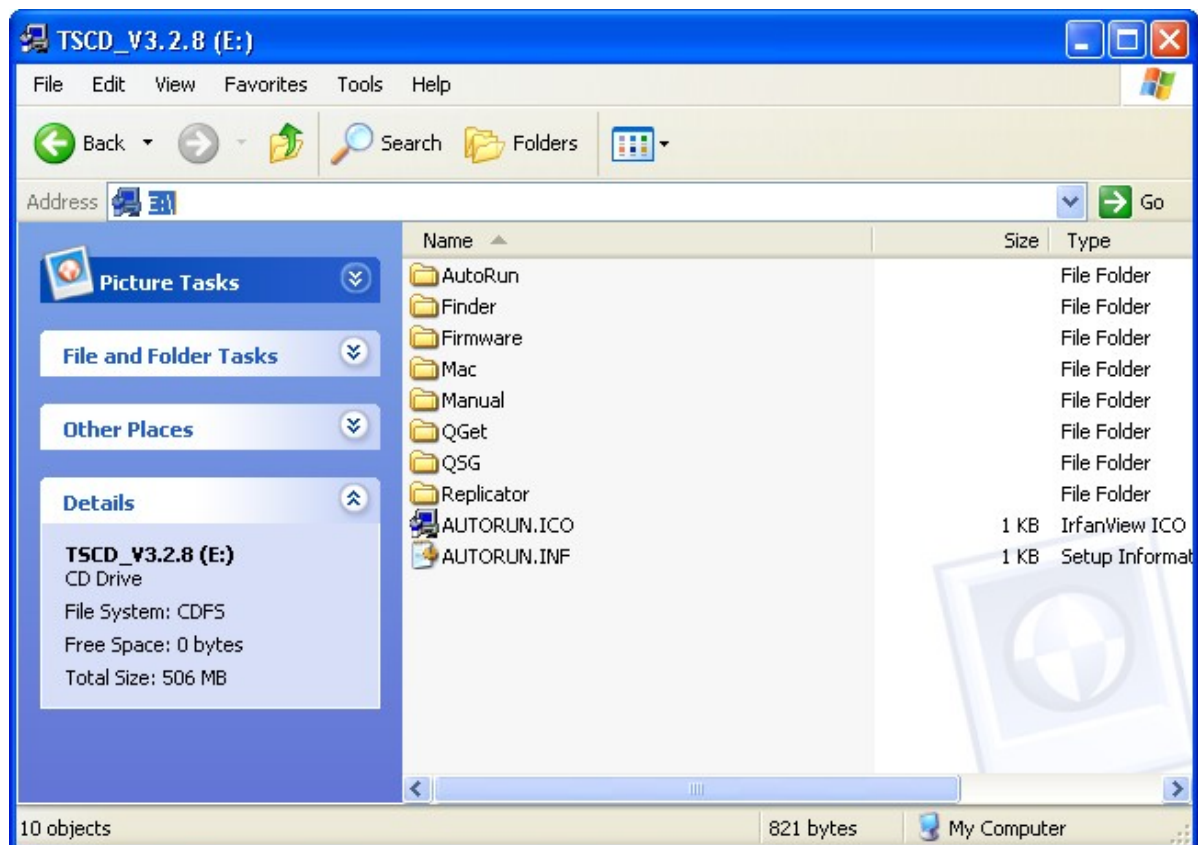 TSCD_V3.2.8 (E:)
File Edit View Favorites Tools Help
Back Search Folders
Address E:\ Go
Picture Tasks
File and Folder Tasks
Other Places
Details
TSCD_V3.2.8 (E:)
CD Drive
File System: CDFS
Free Space: 0 bytes
Total Size: 506 MB
Name Size Type
AutoRun File Folder
Finder File Folder
Firmware File Folder
Mac File Folder
Manual File Folder
QGet File Folder
QSG File Folder
Replicator File Folder
AUTORUN.ICO 1 KB IrfanView ICO
AUTORUN.INF 1 KB Setup Informat
10 objects 821 bytes My Computer